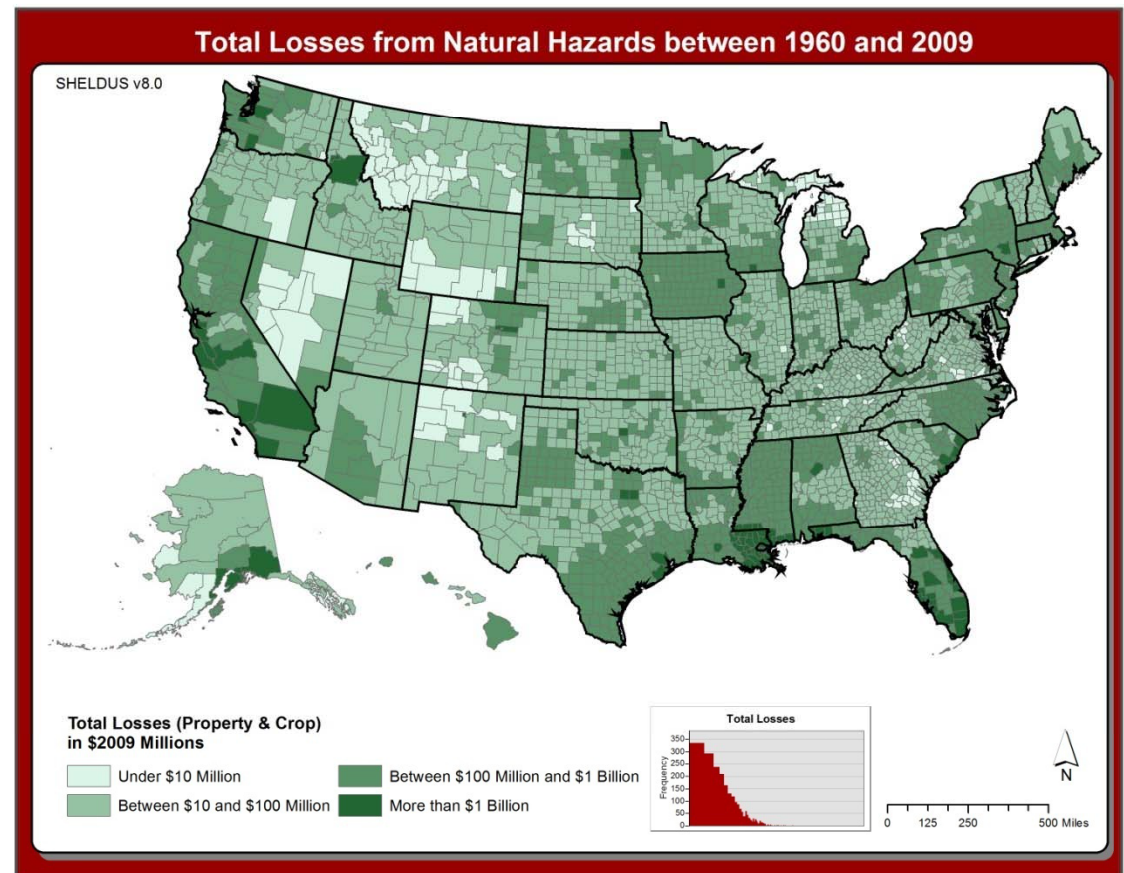 Total Losses from Natural Hazards between 1960 and 2009
SHELDUS v8.0
Total Losses (Property & Crop)
in $2009 Millions
Under $10 Million
Between $10 and $100 Million
Between $100 Million and $1 Billion
More than $1 Billion
Total Losses
Frequency
350
300
250
200
150
100
50
0
N
0 125 250 500 Miles